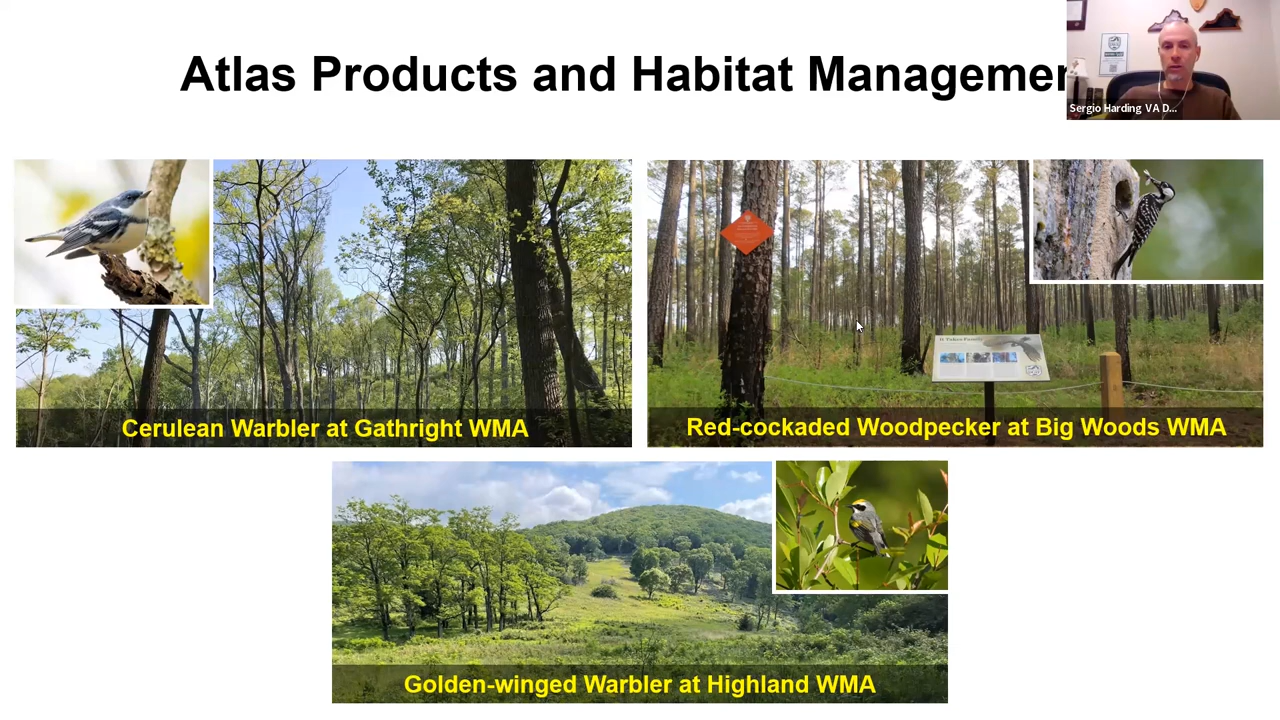 Atlas Products and Habitat Managemen
Sergio Harding VA D...
Cerulean Warbler at Gathright WMA
Red-cockaded Woodpecker at Big Woods WMA
Golden-winged Warbler at Highland WMA